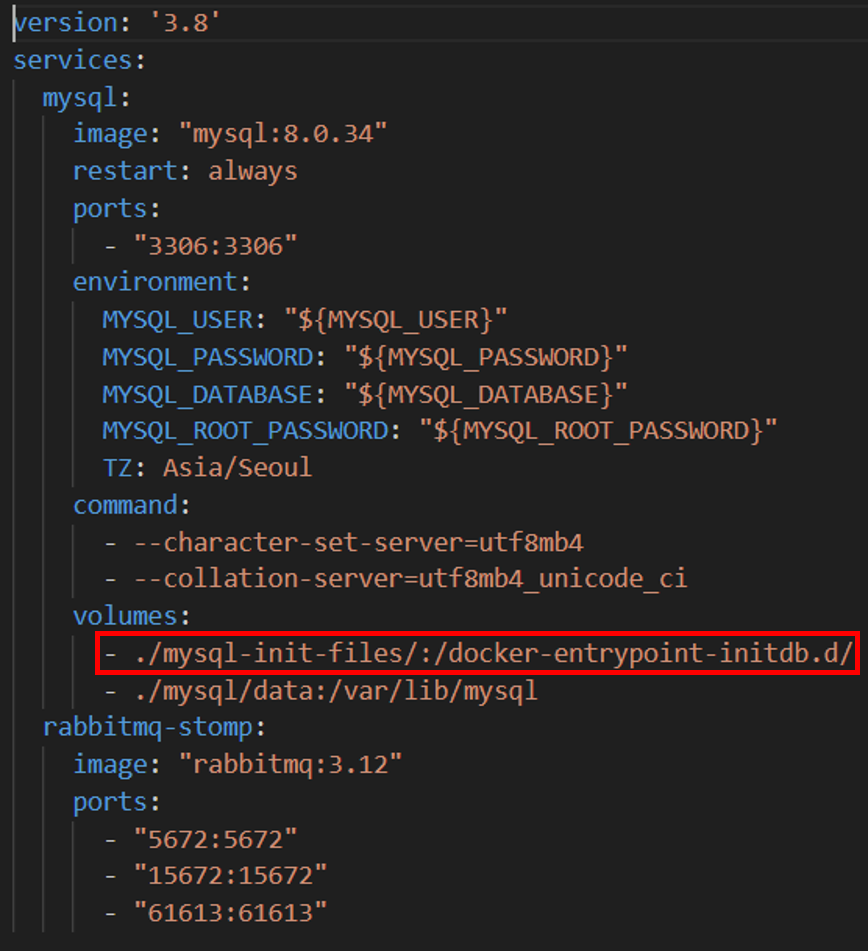 version: '3.8'
services:
  mysql:
    image: "mysql:8.0.34"
    restart: always
    ports:
      - "3306:3306"
    environment:
      MYSQL_USER: "${MYSQL_USER}"
      MYSQL_PASSWORD: "${MYSQL_PASSWORD}"
      MYSQL_DATABASE: "${MYSQL_DATABASE}"
      MYSQL_ROOT_PASSWORD: "${MYSQL_ROOT_PASSWORD}"
      TZ: Asia/Seoul
    command:
      - --character-set-server=utf8mb4
      - --collation-server=utf8mb4_unicode_ci
    volumes:
      - ./mysql-init-files/:/docker-entrypoint-initdb.d/
      - ./mysql/data:/var/lib/mysql
  rabbitmq-stomp:
    image: "rabbitmq:3.12"
    ports:
      - "5672:5672"
      - "15672:15672"
      - "61613:61613"